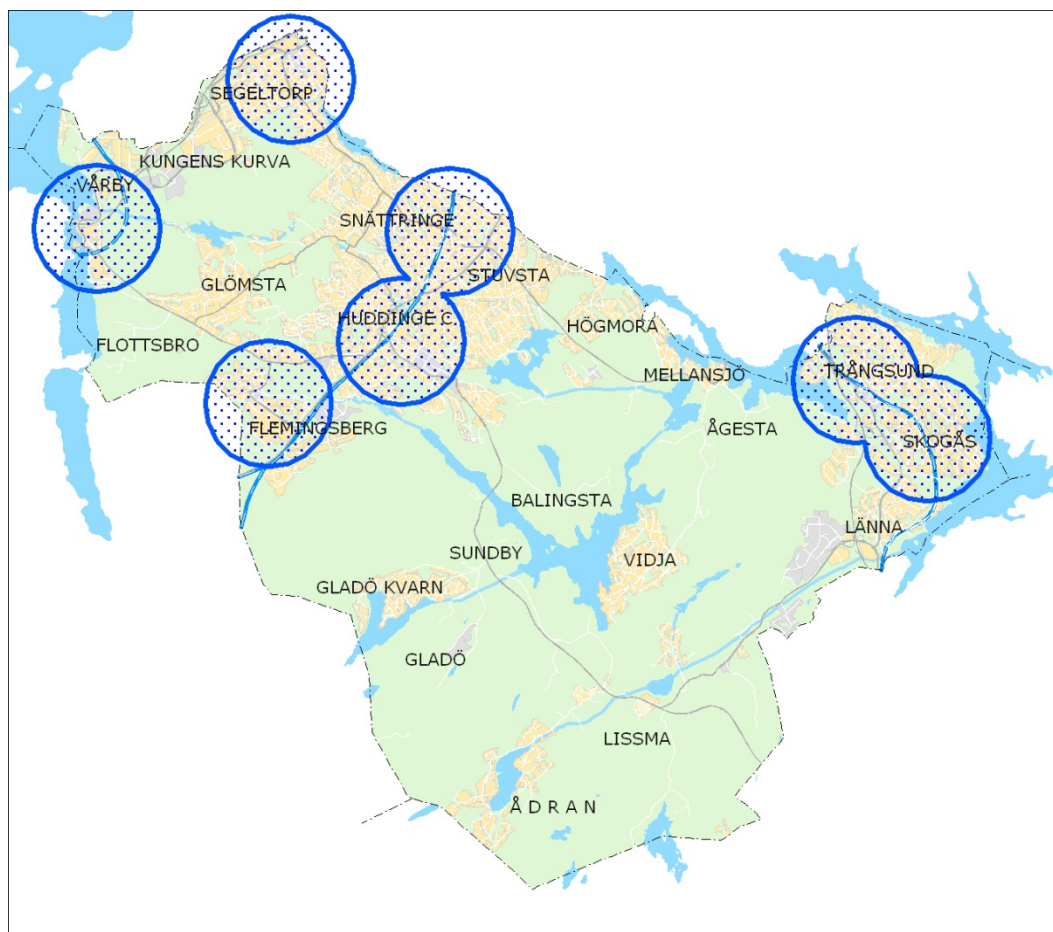 SEGELTORP
KUNGENS KURVA
VÅRBY
SNÄTTRINGE
STUVSTA
GLÖMSTA
HUDDINGE C
HÖGMORA
FLOTTSBRO
MELLANSJÖ
TRÅNGSUND
FLEMINGSBERG
ÅGESTA
SKOGÅS
BALINGSTA
LÄNNA
SUNDBY
VIDJA
GLADÖ KVARN
GLADÖ
LISSMA
ÅDRAN